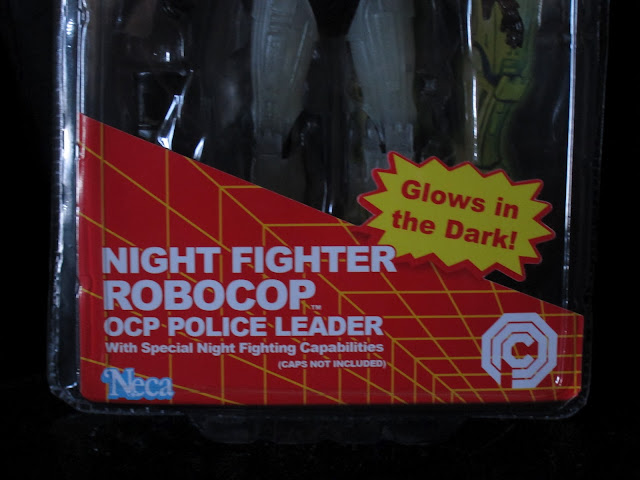 Glows in
the Dark!
NIGHT FIGHTER
ROBOCOP™
OCP POLICE LEADER
With Special Night Fighting Capabilities
(CAPS NOT INCLUDED)
Neca